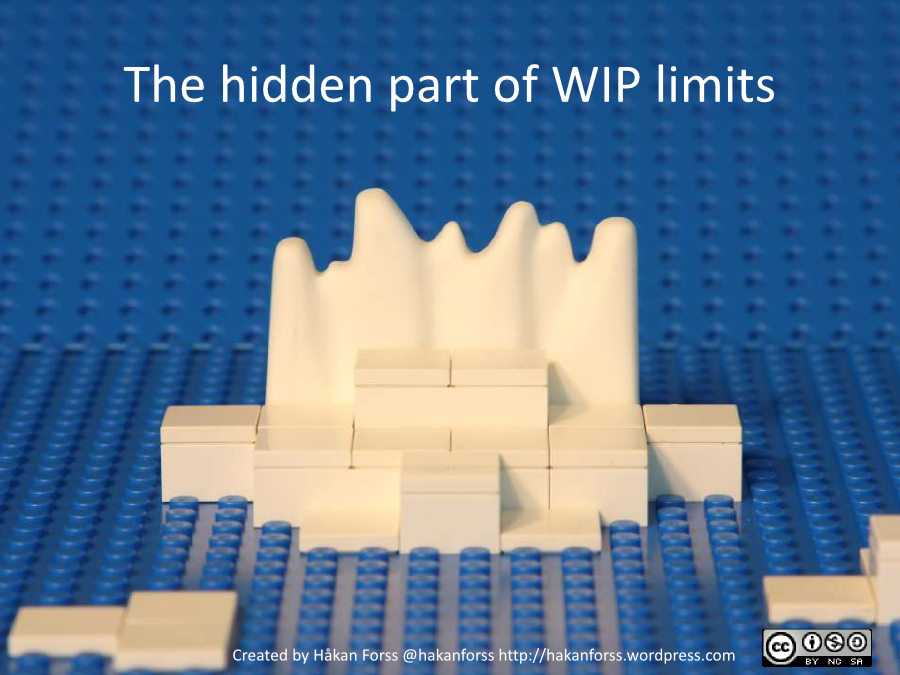 The hidden part of WIP limits
Created by Håkan Forss @hakanforss http://hakanforss.wordpress.com
cc
BY NC SA